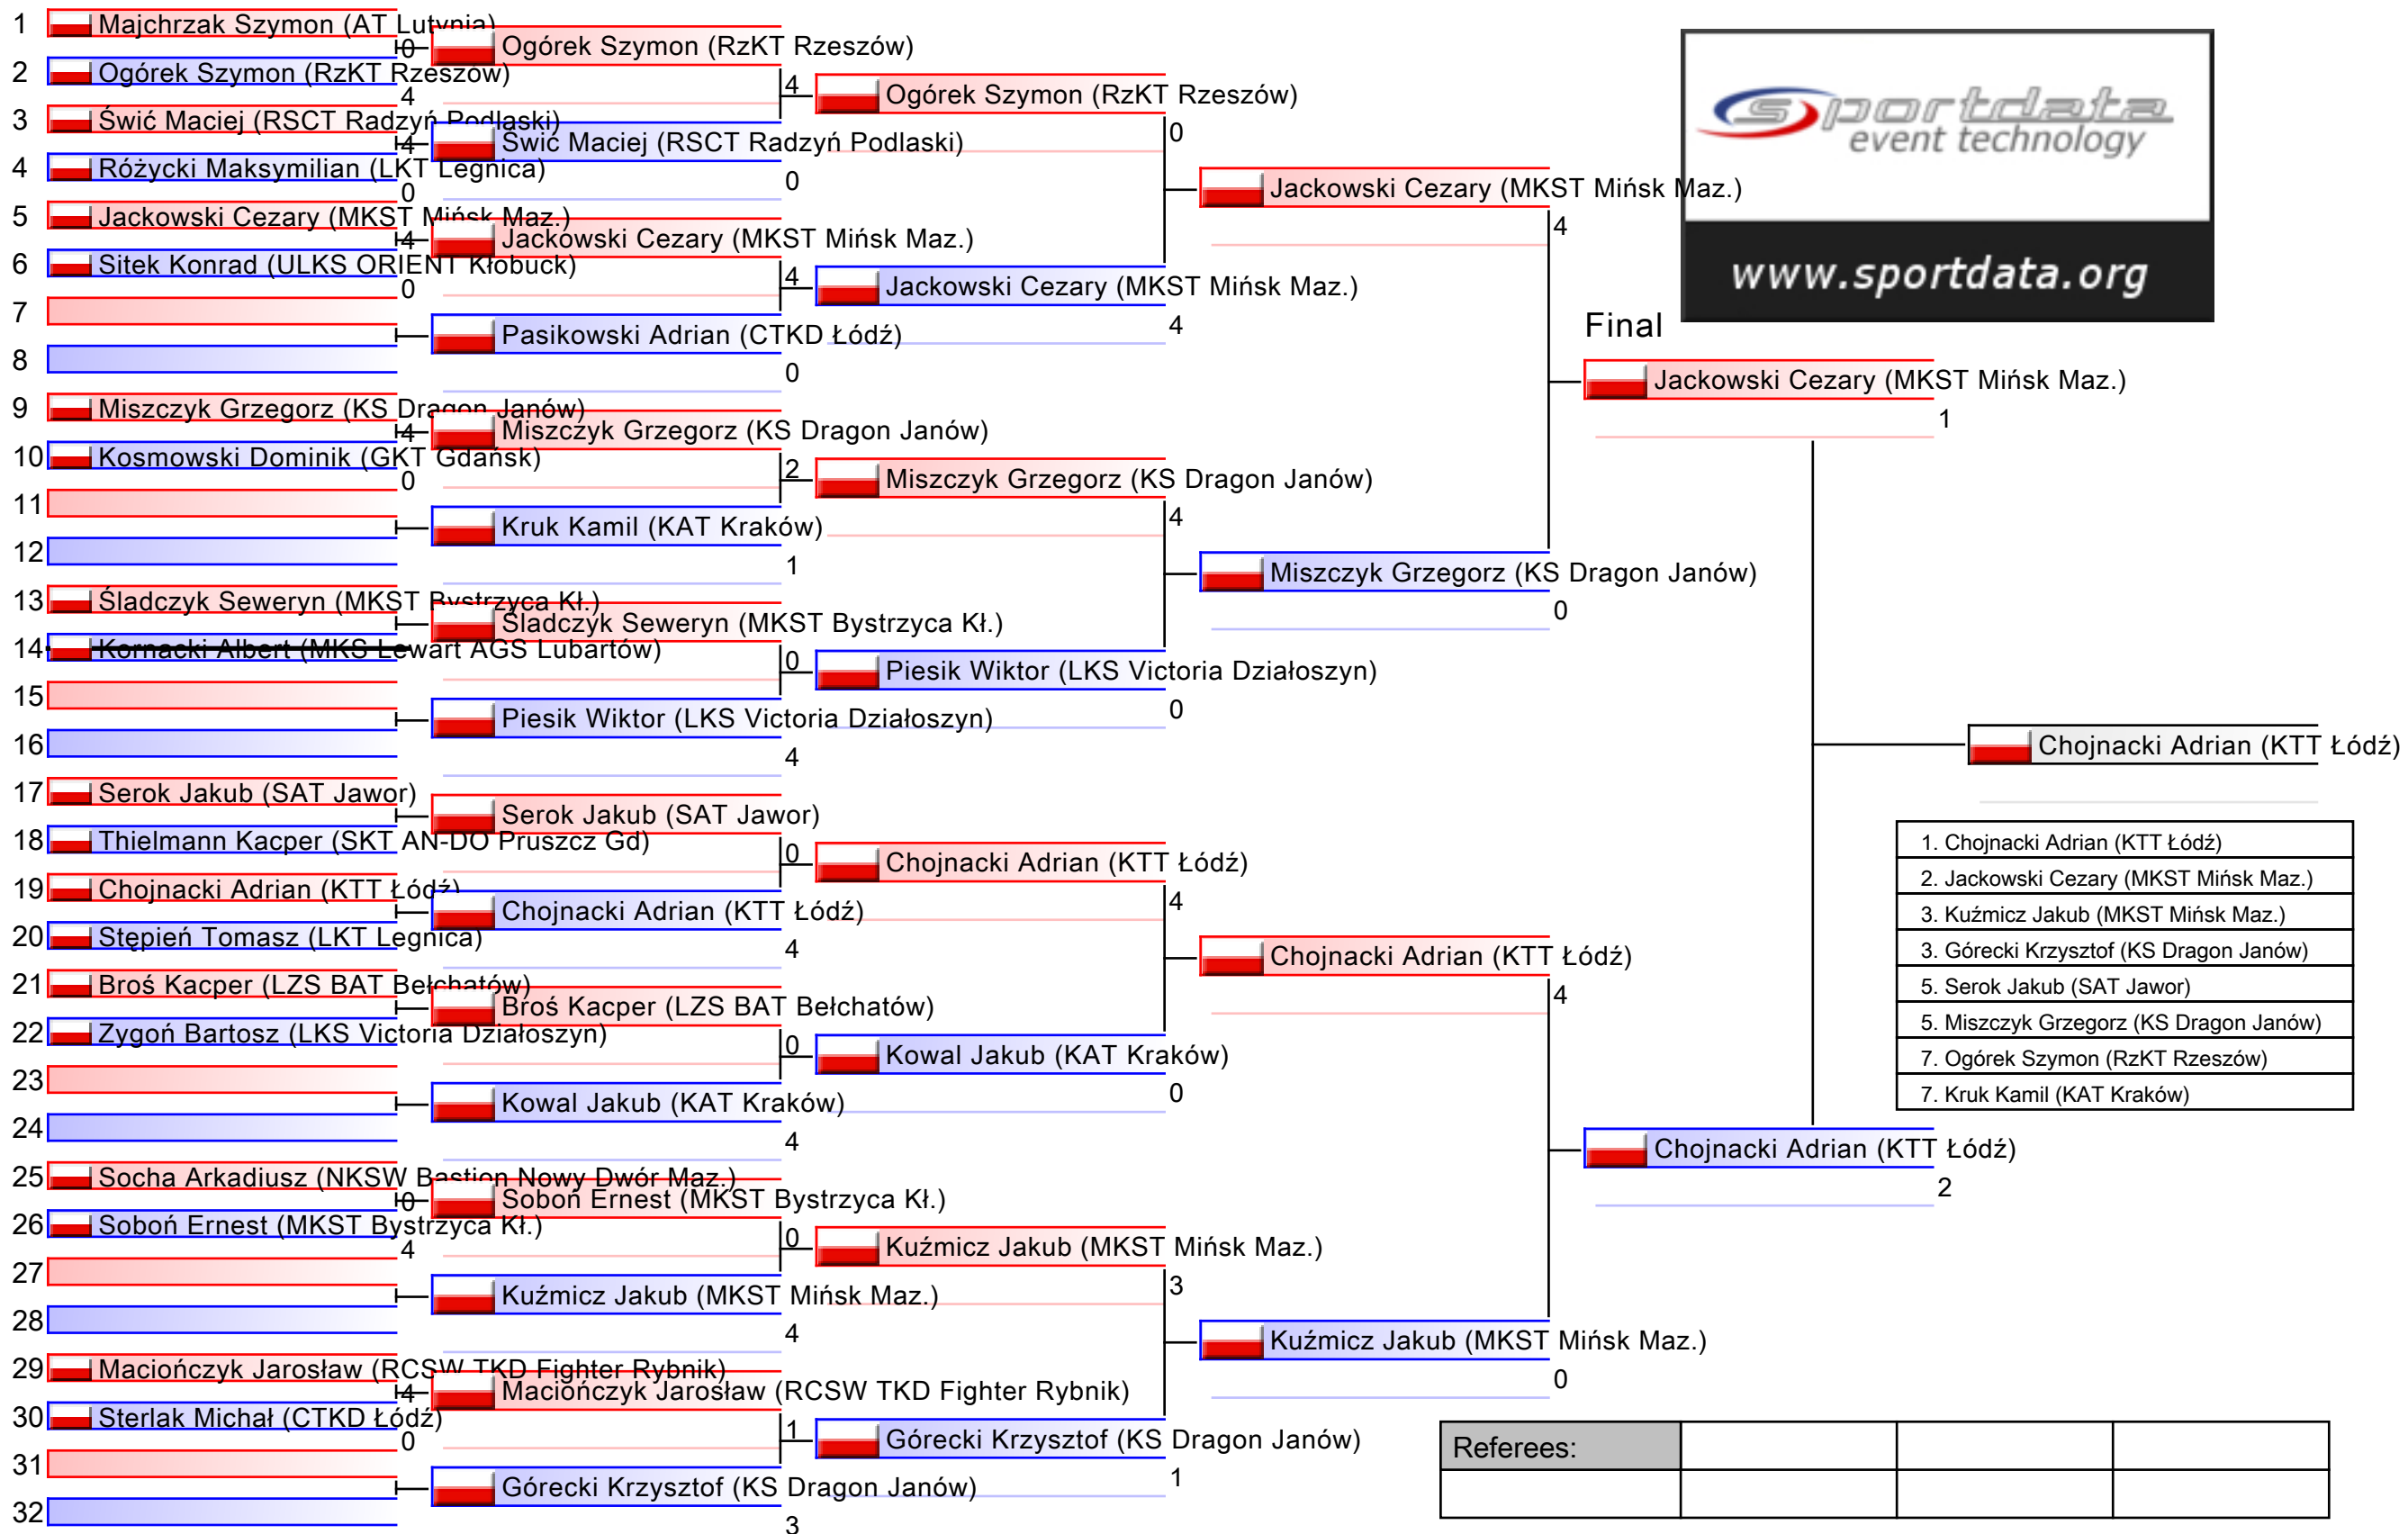 1 Majchrzak Szymon (AT Lutynia)
0
2 Ogórek Szymon (RzKT Rzeszów)
4
3 Świć Maciej (RSCT Radzyń Podlaski)
4
4 Różycki Maksymilian (LKT Legnica)
0
5 Jackowski Cezary (MKST Mińsk Maz.)
4
6 Sitek Konrad (ULKS ORIENT Kłobuck)
0
7
8
9 Miszczyk Grzegorz (KS Dragon Janów)
4
10 Kosmowski Dominik (GKT Gdańsk)
0
11
12
13 Śladczyk Seweryn (MKST Bystrzyca Kł.)
14 Kornacki Albert (MKS Lewart AGS Lubartów)
15
16
17 Serok Jakub (SAT Jawor)
18 Thielmann Kacper (SKT AN-DO Pruszcz Gd)
19 Chojnacki Adrian (KTT Łódź)
20 Stępień Tomasz (LKT Legnica)
21 Broś Kacper (LZS BAT Bełchatów)
22 Zygoń Bartosz (LKS Victoria Działoszyn)
23
24
25 Socha Arkadiusz (NKSW Bastion Nowy Dwór Maz.)
0
26 Soboń Ernest (MKST Bystrzyca Kł.)
4
27
28
29 Maciończyk Jarosław (RCSW TKD Fighter Rybnik)
4
30 Sterlak Michał (CTKD Łódź)
0
31
32
Ogórek Szymon (RzKT Rzeszów)
4
Świć Maciej (RSCT Radzyń Podlaski)
0
Jackowski Cezary (MKST Mińsk Maz.)
4
Pasikowski Adrian (CTKD Łódź)
0
Miszczyk Grzegorz (KS Dragon Janów)
2
Kruk Kamil (KAT Kraków)
1
Śladczyk Seweryn (MKST Bystrzyca Kł.)
0
Piesik Wiktor (LKS Victoria Działoszyn)
4
Serok Jakub (SAT Jawor)
0
Chojnacki Adrian (KTT Łódź)
4
Broś Kacper (LZS BAT Bełchatów)
0
Kowal Jakub (KAT Kraków)
4
Soboń Ernest (MKST Bystrzyca Kł.)
0
Kuźmicz Jakub (MKST Mińsk Maz.)
4
Maciończyk Jarosław (RCSW TKD Fighter Rybnik)
1
Górecki Krzysztof (KS Dragon Janów)
3
Ogórek Szymon (RzKT Rzeszów)
0
Jackowski Cezary (MKST Mińsk Maz.)
4
Miszczyk Grzegorz (KS Dragon Janów)
4
Piesik Wiktor (LKS Victoria Działoszyn)
0
Chojnacki Adrian (KTT Łódź)
4
Kowal Jakub (KAT Kraków)
0
Kuźmicz Jakub (MKST Mińsk Maz.)
3
Górecki Krzysztof (KS Dragon Janów)
1
Jackowski Cezary (MKST Mińsk Maz.)
4
Miszczyk Grzegorz (KS Dragon Janów)
0
Chojnacki Adrian (KTT Łódź)
4
Kuźmicz Jakub (MKST Mińsk Maz.)
0
sportdata
event technology
www.sportdata.org
Final
Jackowski Cezary (MKST Mińsk Maz.)
1
Chojnacki Adrian (KTT Łódź)
2
Chojnacki Adrian (KTT Łódź)
1. Chojnacki Adrian (KTT Łódź)
2. Jackowski Cezary (MKST Mińsk Maz.)
3. Kuźmicz Jakub (MKST Mińsk Maz.)
3. Górecki Krzysztof (KS Dragon Janów)
5. Serok Jakub (SAT Jawor)
5. Miszczyk Grzegorz (KS Dragon Janów)
7. Ogórek Szymon (RzKT Rzeszów)
7. Kruk Kamil (KAT Kraków)
Referees: